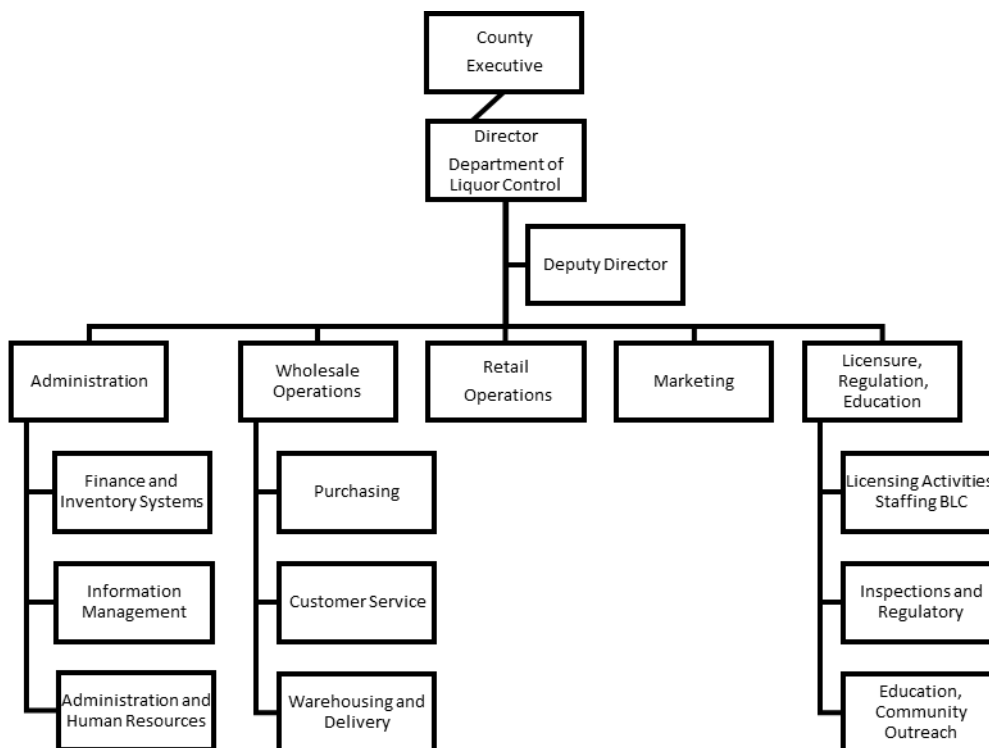 County
Executive
Director
Department of
Liquor Control
Deputy Director
Administration
Wholesale
Operations
Retail
Operations
Marketing
Licensure,
Regulation,
Education
Finance and
Inventory Systems
Purchasing
Licensing Activities
Staffing BLC
Information
Management
Customer Service
Inspections and
Regulatory
Administration and
Human Resources
Warehousing and
Delivery
Education,
Community
Outreach